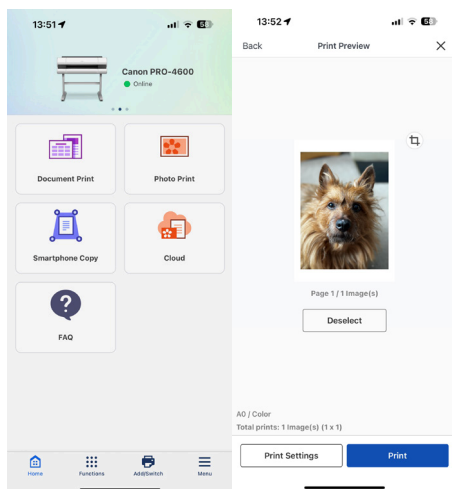 13:51
5
Canon PRO-4600
Online
Document Print
Photo Print
Smartphone Copy
Cloud
?
FAQ
Home
Functions
Add/Switch
Menu
13:52
Back
Print Preview
Page 1 / 1 Image(s)
Deselect
A0 / Color
Total prints: 1 Image(s) (1 x 1)
Print Settings
Print